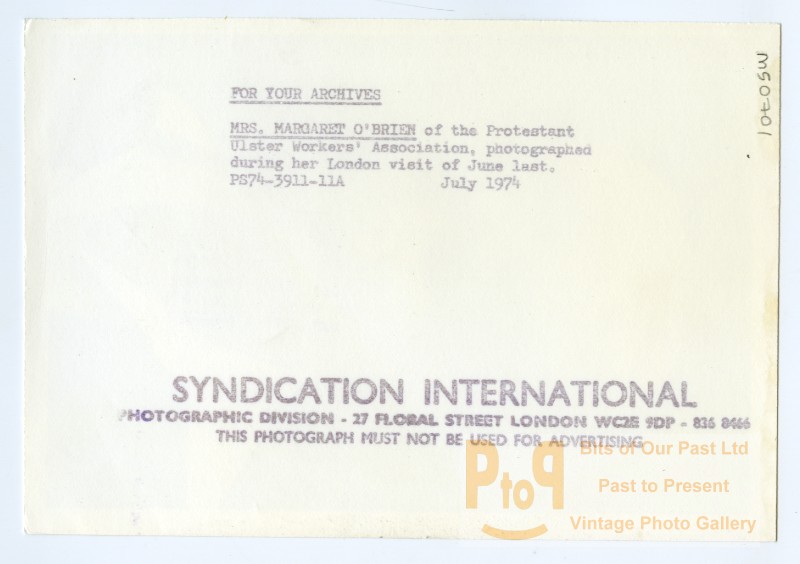 FOR YOUR ARCHIVES
MRS. MARGARET O'BRIEN of the Protestant
Ulster Workers' Association, photographed
during her London visit of June last.
PS74-3911-11A July 1974
SYNDICATION INTERNATIONAL
PHOTOGRAPHIC DIVISION - 27 FLORAL STREET LONDON WC2E 9DP - 836 8466
THIS PHOTOGRAPH MUST NOT BE USED FOR ADVERTISING
PtoP
Bits of Our Past Ltd
Past to Present
Vintage Photo Gallery